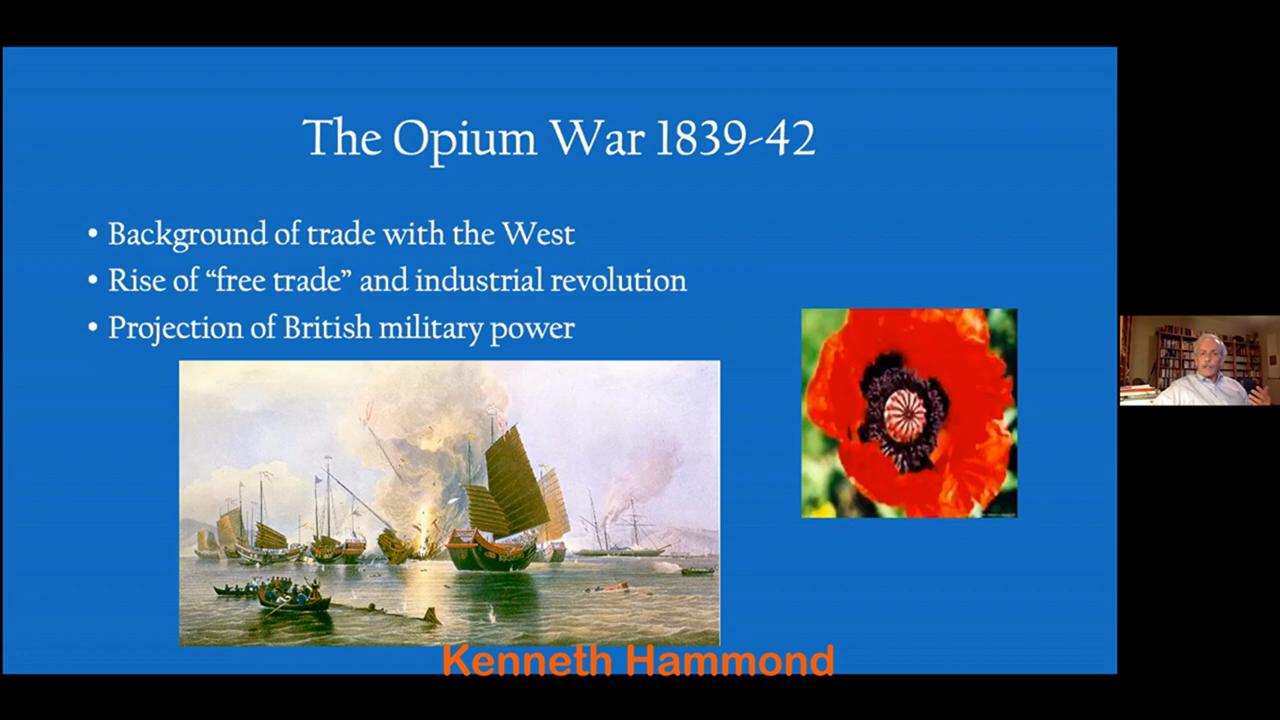 The Opium War 1839-42
• Background of trade with the West
• Rise of “free trade” and industrial revolution
• Projection of British military power
Kenneth Hammond